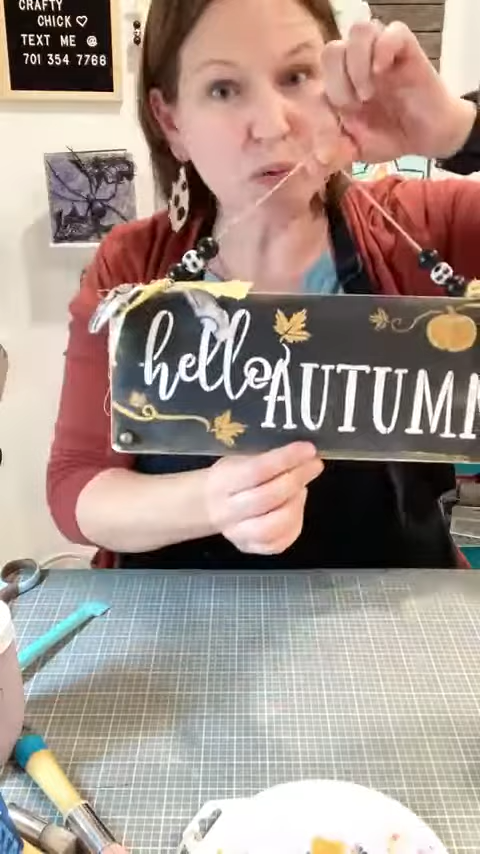 CRAFTY
CHICK ♡
TEXT ME @
701 354 7768
hello AUTUMN